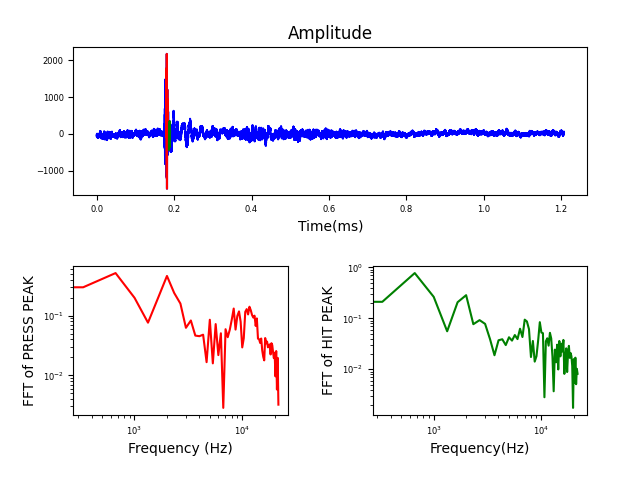 Amplitude
2000
1000
0
−1000
0.0 0.2 0.4 0.6 0.8 1.0 1.2
Time(ms)
FFT of PRESS PEAK
10⁻¹
10⁻²
10³ 10⁴
Frequency (Hz)
FFT of HIT PEAK
10⁰
10⁻¹
10⁻²
10³ 10⁴
Frequency(Hz)